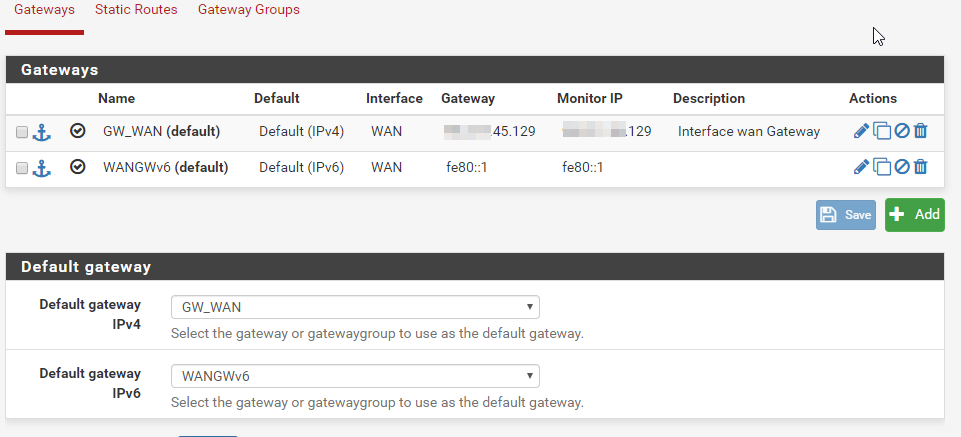 Gateways Static Routes Gateway Groups
Gateways
Name Default Interface Gateway Monitor IP Description Actions
GW_WAN (default) Default (IPv4) WAN .45.129 .129 Interface wan Gateway
WANGWv6 (default) Default (IPv6) WAN fe80::1 fe80::1
Save Add
Default gateway
Default gateway IPv4
GW_WAN
Select the gateway or gatewaygroup to use as the default gateway.
Default gateway IPv6
WANGWv6
Select the gateway or gatewaygroup to use as the default gateway.